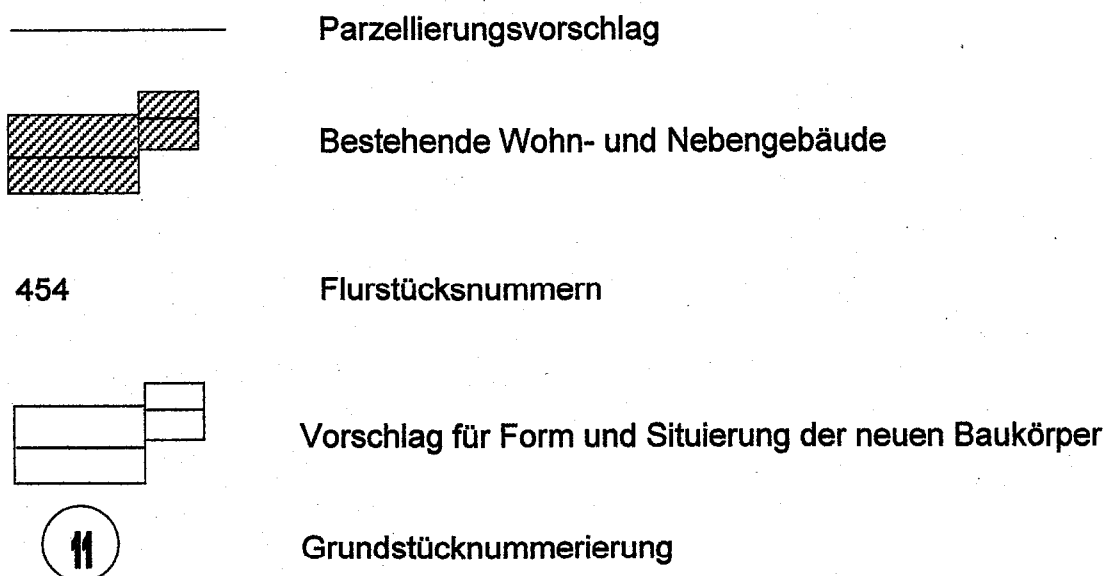 Parzellierungsvorschlag
Bestehende Wohn- und Nebengebäude
454 Flurstücksnummern
Vorschlag für Form und Situierung der neuen Baukörper
11 Grundstücknummerierung